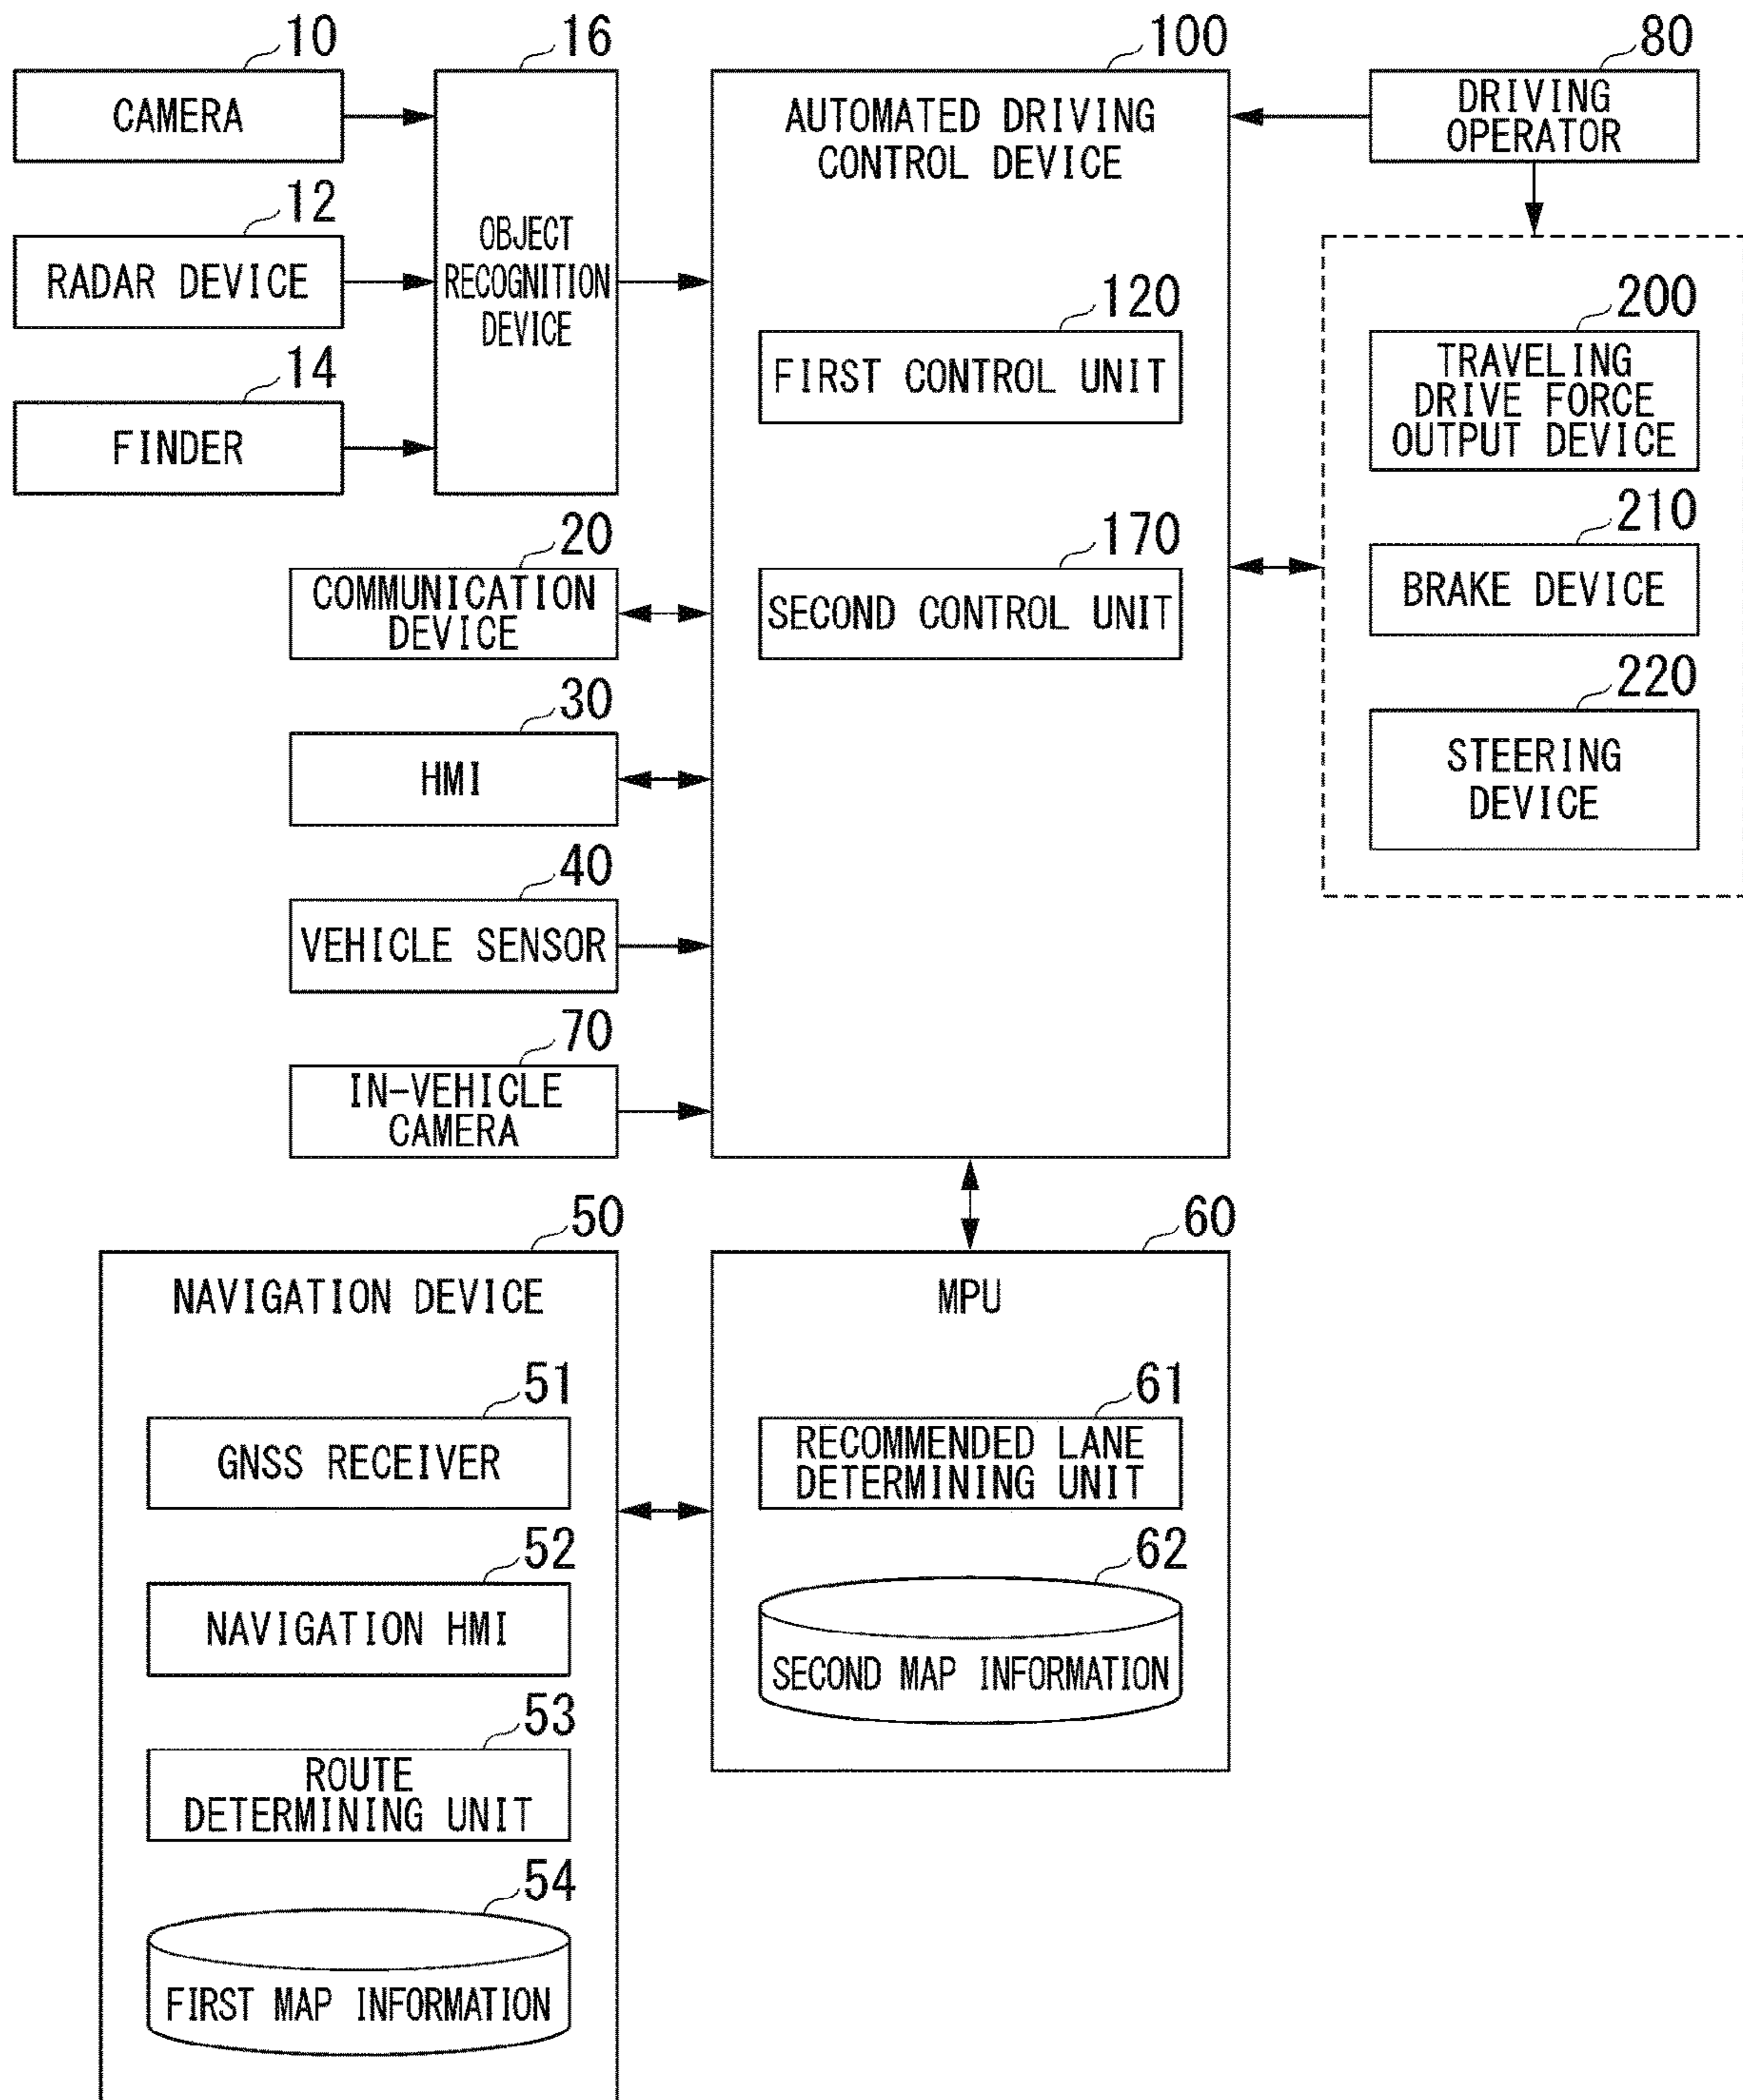 10
CAMERA
12
RADAR DEVICE
14
FINDER
16
OBJECT
RECOGNITION
DEVICE
20
COMMUNICATION
DEVICE
30
HMI
40
VEHICLE SENSOR
70
IN-VEHICLE
CAMERA
100
AUTOMATED DRIVING
CONTROL DEVICE
120
FIRST CONTROL UNIT
170
SECOND CONTROL UNIT
80
DRIVING
OPERATOR
200
TRAVELING
DRIVE FORCE
OUTPUT DEVICE
210
BRAKE DEVICE
220
STEERING
DEVICE
50
NAVIGATION DEVICE
51
GNSS RECEIVER
52
NAVIGATION HMI
53
ROUTE
DETERMINING UNIT
54
FIRST MAP INFORMATION
60
MPU
61
RECOMMENDED LANE
DETERMINING UNIT
62
SECOND MAP INFORMATION